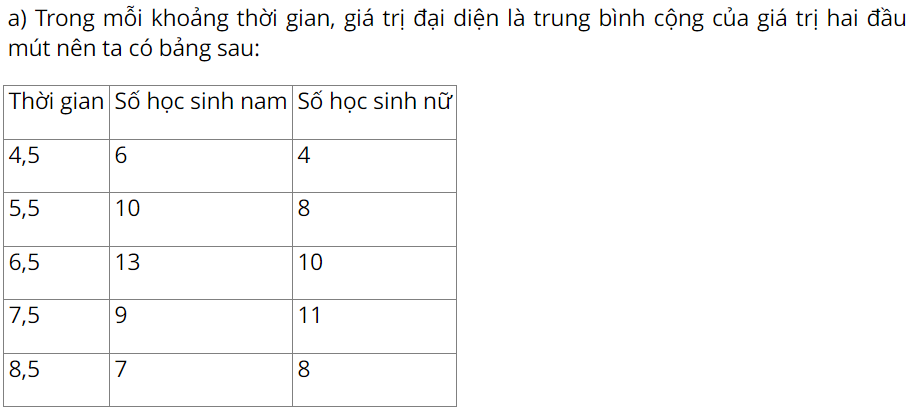 a) Trong mỗi khoảng thời gian, giá trị đại diện là trung bình cộng của giá trị hai đầu
mút nên ta có bảng sau:
Thời gian Số học sinh nam Số học sinh nữ
4,5 6 4
5,5 10 8
6,5 13 10
7,5 9 11
8,5 7 8